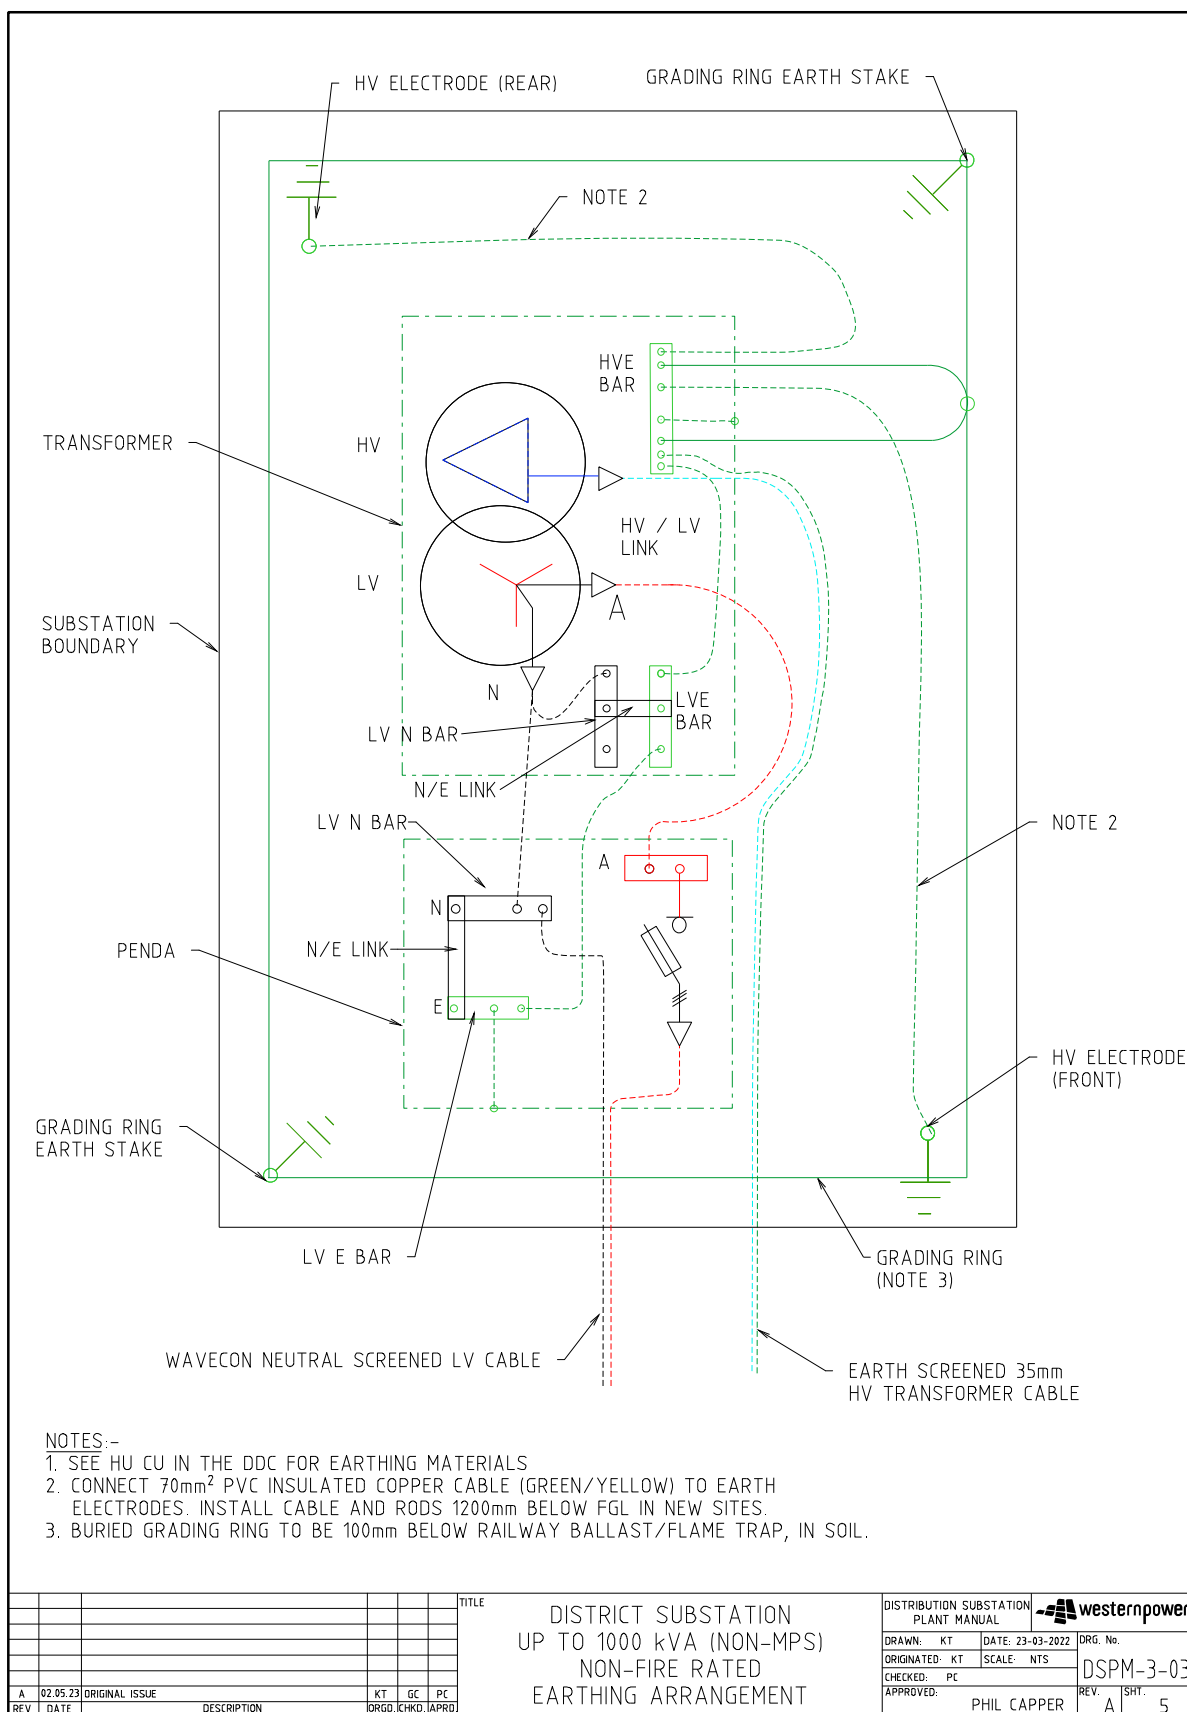 HV ELECTRODE (REAR)
GRADING RING EARTH STAKE
NOTE 2
HVE
BAR
TRANSFORMER
HV
HV / LV
LINK
LV
A
SUBSTATION
BOUNDARY
N
LVE
BAR
LV N BAR
N/E LINK
LV N BAR
NOTE 2
A
N
PENDA
N/E LINK
E
HV ELECTRODE
(FRONT)
GRADING RING
EARTH STAKE
LV E BAR
GRADING RING
(NOTE 3)
WAVECON NEUTRAL SCREENED LV CABLE
EARTH SCREENED 35mm
HV TRANSFORMER CABLE
NOTES:-
1. SEE HU CU IN THE DDC FOR EARTHING MATERIALS
2. CONNECT 70mm² PVC INSULATED COPPER CABLE (GREEN/YELLOW) TO EARTH
ELECTRODES. INSTALL CABLE AND RODS 1200mm BELOW FGL IN NEW SITES.
3. BURIED GRADING RING TO BE 100mm BELOW RAILWAY BALLAST/FLAME TRAP, IN SOIL.
TITLE
DISTRICT SUBSTATION
UP TO 1000 kVA (NON-MPS)
NON-FIRE RATED
EARTHING ARRANGEMENT
DISTRIBUTION SUBSTATION
PLANT MANUAL
westernpower
DRAWN: KT
DATE: 23-03-2022
DRG. No.
ORIGINATED: KT
SCALE: NTS
DSPM-3-03
CHECKED: PC
APPROVED:
PHIL CAPPER
REV.
A
SHT.
5
A 02.05.23 ORIGINAL ISSUE KT GC PC
REV DATE DESCRIPTION ORGD. CHKD. APRD.